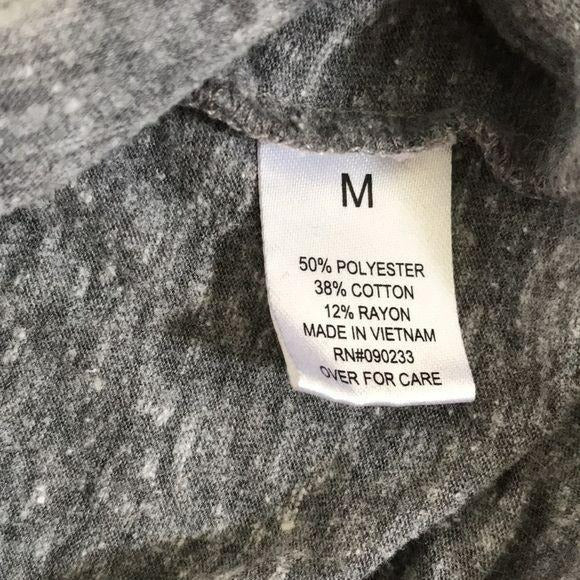 M
50% POLYESTER
38% COTTON
12% RAYON
MADE IN VIETNAM
RN#090233
OVER FOR CARE